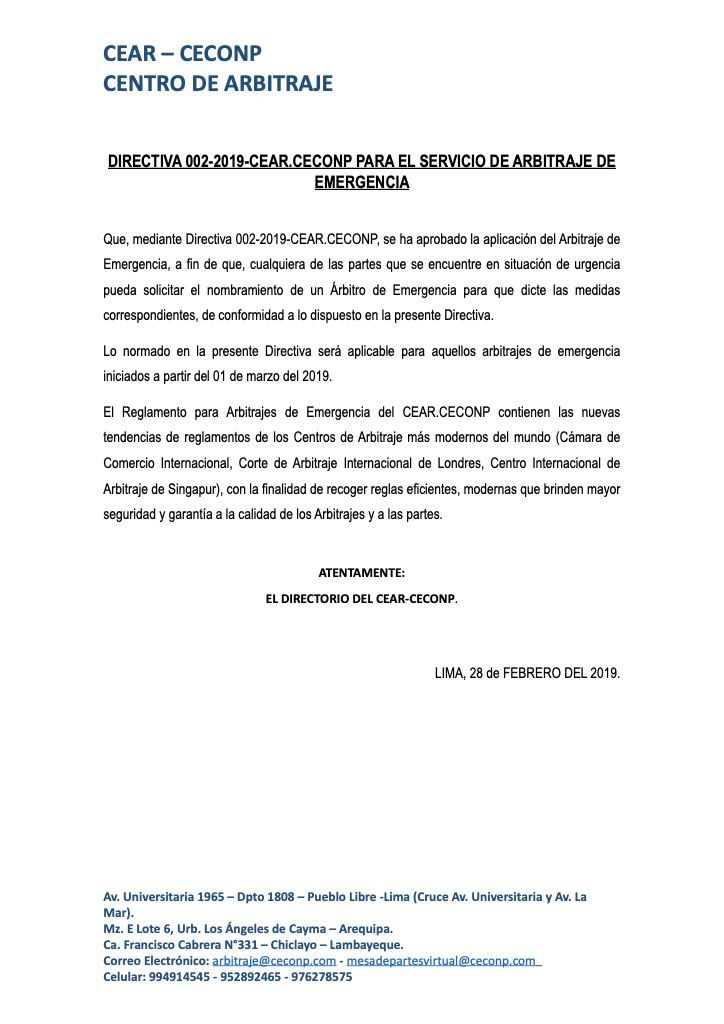 CEAR – CECONP
CENTRO DE ARBITRAJE
DIRECTIVA 002-2019-CEAR.CECONP PARA EL SERVICIO DE ARBITRAJE DE
EMERGENCIA
Que, mediante Directiva 002-2019-CEAR.CECONP, se ha aprobado la aplicación del Arbitraje de
Emergencia, a fin de que, cualquiera de las partes que se encuentre en situación de urgencia
pueda solicitar el nombramiento de un Árbitro de Emergencia para que dicte las medidas
correspondientes, de conformidad a lo dispuesto en la presente Directiva.
Lo normado en la presente Directiva será aplicable para aquellos arbitrajes de emergencia
iniciados a partir del 01 de marzo del 2019.
El Reglamento para Arbitrajes de Emergencia del CEAR.CECONP contienen las nuevas
tendencias de reglamentos de los Centros de Arbitraje más modernos del mundo (Cámara de
Comercio Internacional, Corte de Arbitraje Internacional de Londres, Centro Internacional de
Arbitraje de Singapur), con la finalidad de recoger reglas eficientes, modernas que brinden mayor
seguridad y garantía a la calidad de los Arbitrajes y a las partes.
ATENTAMENTE:
EL DIRECTORIO DEL CEAR-CECONP.
LIMA, 28 de FEBRERO DEL 2019.
Av. Universitaria 1965 – Dpto 1808 – Pueblo Libre -Lima (Cruce Av. Universitaria y Av. La
Mar).
Mz. E Lote 6, Urb. Los Ángeles de Cayma – Arequipa.
Ca. Francisco Cabrera N°331 – Chiclayo – Lambayeque.
Correo Electrónico: arbitraje@ceconp.com - mesadepartesvirtual@ceconp.com
Celular: 994914545 - 952892465 - 976278575